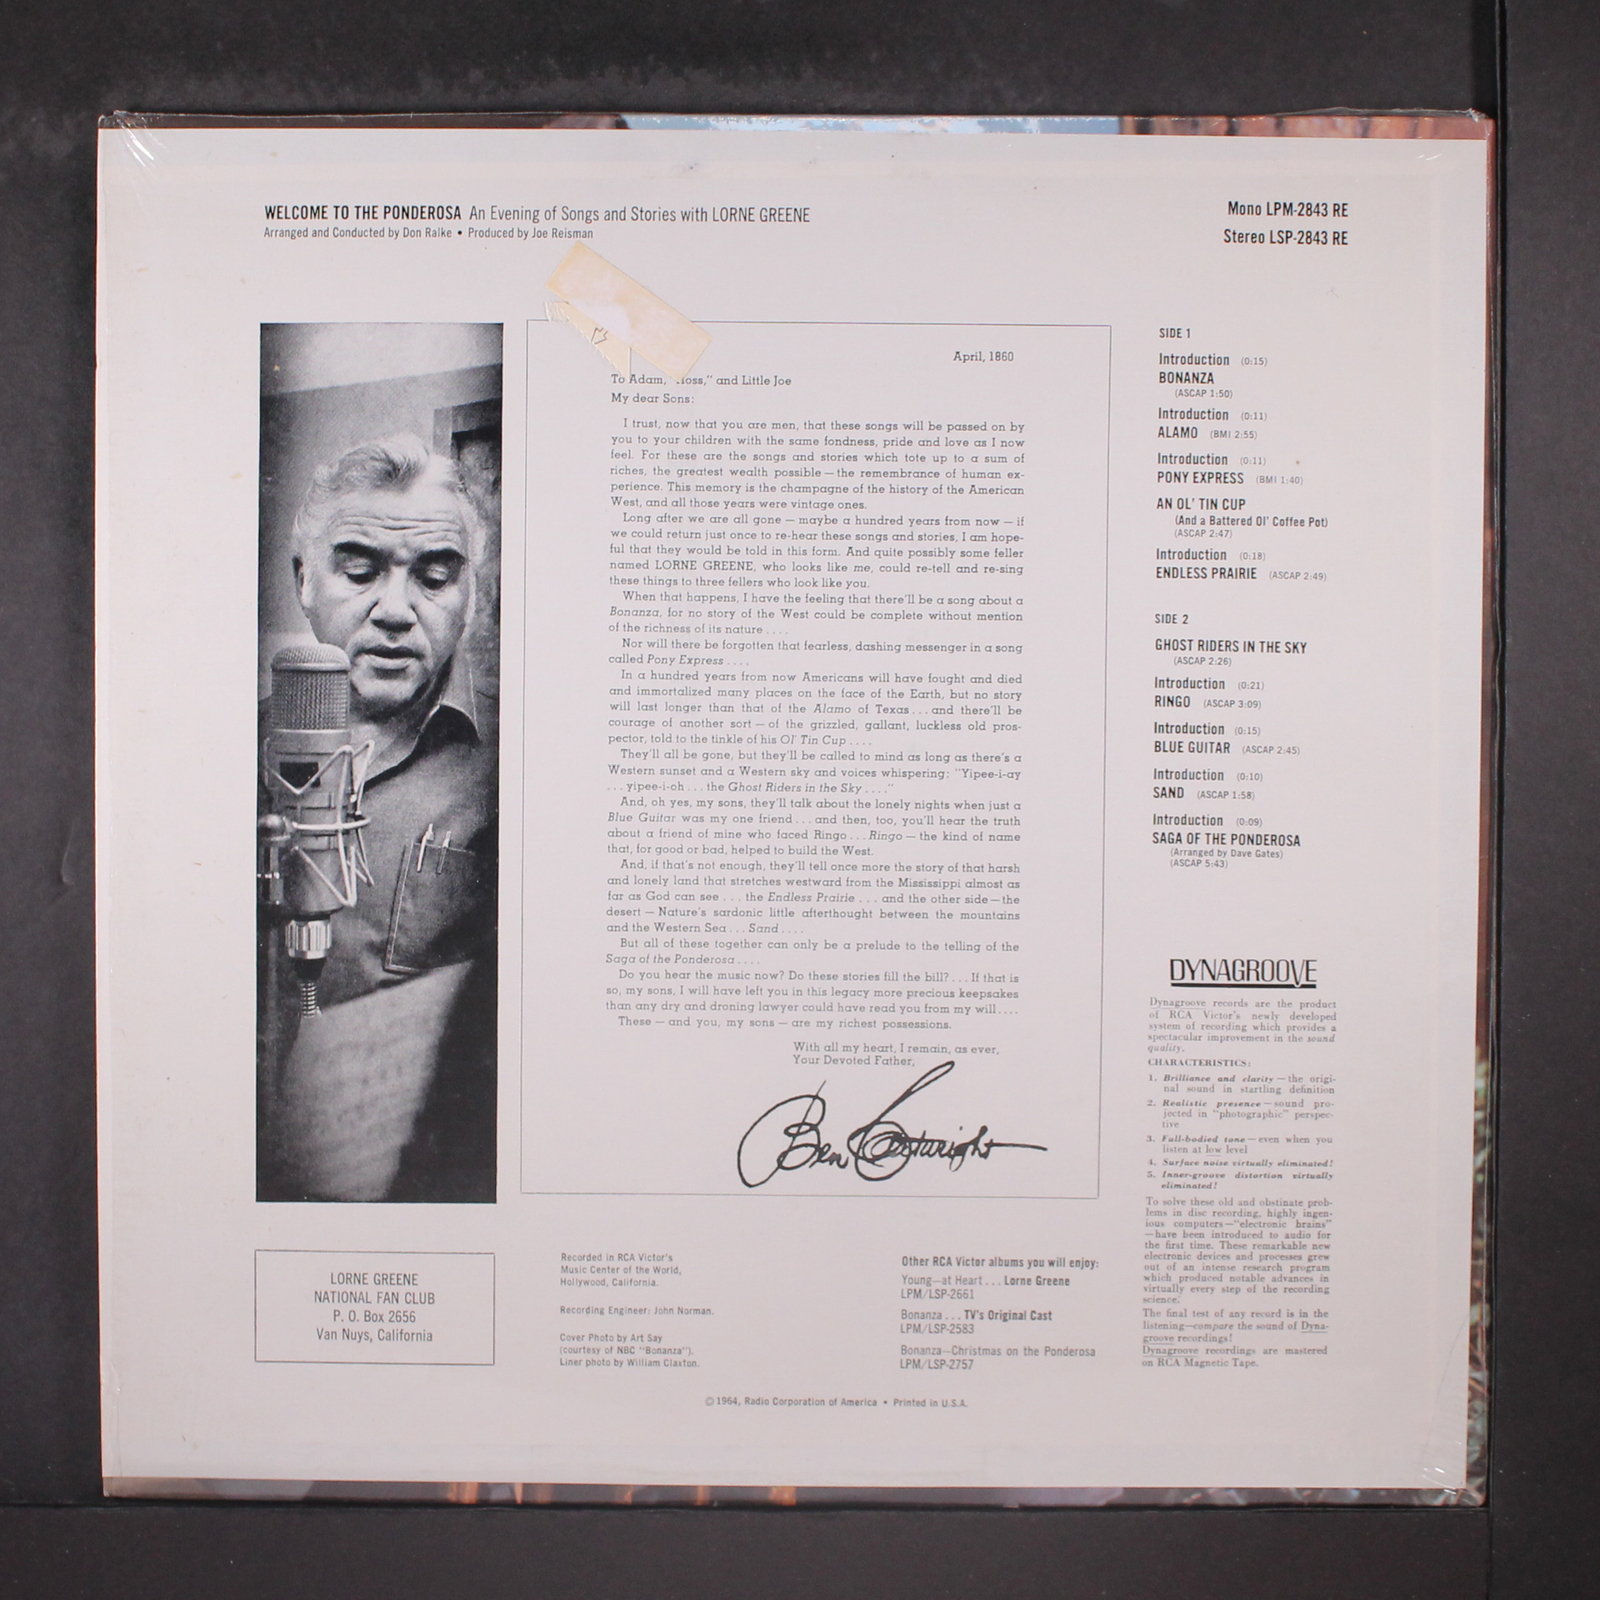 WELCOME TO THE PONDEROSA An Evening of Songs and Stories with LORNE GREENE
Arranged and Conducted by Don Ralke • Produced by Joe Reisman
Mono LPM-2843 RE
Stereo LSP-2843 RE
April, 1860
To Adam, oss," and Little Joe
My dear Sons:
I trust, now that you are men, that these songs will be passed on by
you to your children with the same fondness, pride and love as I now
feel. For these are the songs and stories which tote up to a sum of
riches, the greatest wealth possible — the remembrance of human ex-
perience. This memory is the champagne of the history of the American
West, and all those years were vintage ones.
Long after we are all gone — maybe a hundred years from now — if
we could return just once to re-hear these songs and stories, I am hope-
ful that they would be told in this form. And quite possibly some feller
named LORNE GREENE, who looks like me, could re-tell and re-sing
these things to three fellers who look like you.
When that happens, I have the feeling that there'll be a song about a
Bonanza, for no story of the West could be complete without mention
of the richness of its nature ....
Nor will there be forgotten that fearless, dashing messenger in a song
called Pony Express ....
In a hundred years from now Americans will have fought and died
and immortalized many places on the face of the Earth, but no story
will last longer than that of the Alamo of Texas ... and there'll be
courage of another sort — of the grizzled, gallant, luckless old pros-
pector, told to the tinkle of his Ol' Tin Cup ....
They'll all be gone, but they'll be called to mind as long as there's a
Western sunset and a Western sky and voices whispering: "Yipee-i-ay
... yipee-i-oh ... the Ghost Riders in the Sky ...."
And, oh yes, my sons, they'll talk about the lonely nights when just a
Blue Guitar was my one friend ... and then, too, you'll hear the truth
about a friend of mine who faced Ringo ... Ringo — the kind of name
that, for good or bad, helped to build the West.
And, if that's not enough, they'll tell once more the story of that harsh
and lonely land that stretches westward from the Mississippi almost as
far as God can see ... the Endless Prairie ... and the other side — the
desert — Nature's sardonic little afterthought between the mountains
and the Western Sea ... Sand ....
But all of these together can only be a prelude to the telling of the
Saga of the Ponderosa ....
Do you hear the music now? Do these stories fill the bill? ... If that is
so, my sons, I will have left you in this legacy more precious keepsakes
than any dry and droning lawyer could have read you from my will ....
These — and you, my sons — are my richest possessions.
With all my heart, I remain, as ever,
Your Devoted Father,
Ben Cartwright
SIDE 1
Introduction (0:15)
BONANZA
(ASCAP 1:50)
Introduction (0:11)
ALAMO (BMI 2:55)
Introduction (0:11)
PONY EXPRESS (BMI 1:40)
AN OL' TIN CUP
(And a Battered Ol' Coffee Pot)
(ASCAP 2:47)
Introduction (0:18)
ENDLESS PRAIRIE (ASCAP 2:49)
SIDE 2
GHOST RIDERS IN THE SKY
(ASCAP 2:26)
Introduction (0:21)
RINGO (ASCAP 3:09)
Introduction (0:15)
BLUE GUITAR (ASCAP 2:45)
Introduction (0:10)
SAND (ASCAP 1:58)
Introduction (0:09)
SAGA OF THE PONDEROSA
(Arranged by Dave Gates)
(ASCAP 5:43)
DYNAGROOVE
Dynagroove records are the product
of RCA Victor's newly developed
system of recording which provides a
spectacular improvement in the sound
quality.
CHARACTERISTICS:
1. Brilliance and clarity — the origi-
nal sound in startling definition
2. Realistic presence — sound pro-
jected in "photographic" perspec-
tive
3. Full-bodied tone — even when you
listen at low level
4. Surface noise virtually eliminated!
5. Inner-groove distortion virtually
eliminated!
To solve these old and obstinate prob-
lems in disc recording, highly ingen-
ious computers—"electronic brains"
—have been introduced to audio for
the first time. These remarkable new
electronic devices and processes grew
out of an intense research program
which produced notable advances in
virtually every step of the recording
science.
The final test of any record is in the
listening—compare the sound of Dyna-
groove recordings!
Dynagroove recordings are mastered
on RCA Magnetic Tape.
LORNE GREENE
NATIONAL FAN CLUB
P. O. Box 2656
Van Nuys, California
Recorded in RCA Victor's
Music Center of the World,
Hollywood, California.
Recording Engineer: John Norman.
Cover Photo by Art Say
(courtesy of NBC "Bonanza").
Liner photo by William Claxton.
Other RCA Victor albums you will enjoy:
Young—at Heart ... Lorne Greene
LPM/LSP-2661
Bonanza ... TV's Original Cast
LPM/LSP-2583
Bonanza—Christmas on the Ponderosa
LPM/LSP-2757
© 1964, Radio Corporation of America • Printed in U.S.A.